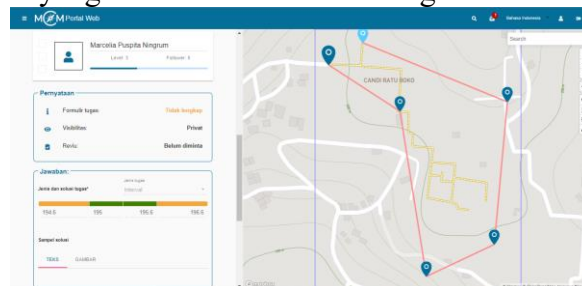 M M Portal Web
Bahasa Indonesia
Search
Marcelia Puspita Ningrum
Level: 3
Follower: 0
Pernyataan
Formulir tugas
Tidak lengkap
Visibilitas
Privat
Reviu
Belum diminta
Jawaban:
Jenis tugas
Jenis dan solusi tugas*
Interval
194.5
195
195.5
196.5
Sampel solusi
TEKS
GAMBAR
CANDI RATU BOKO